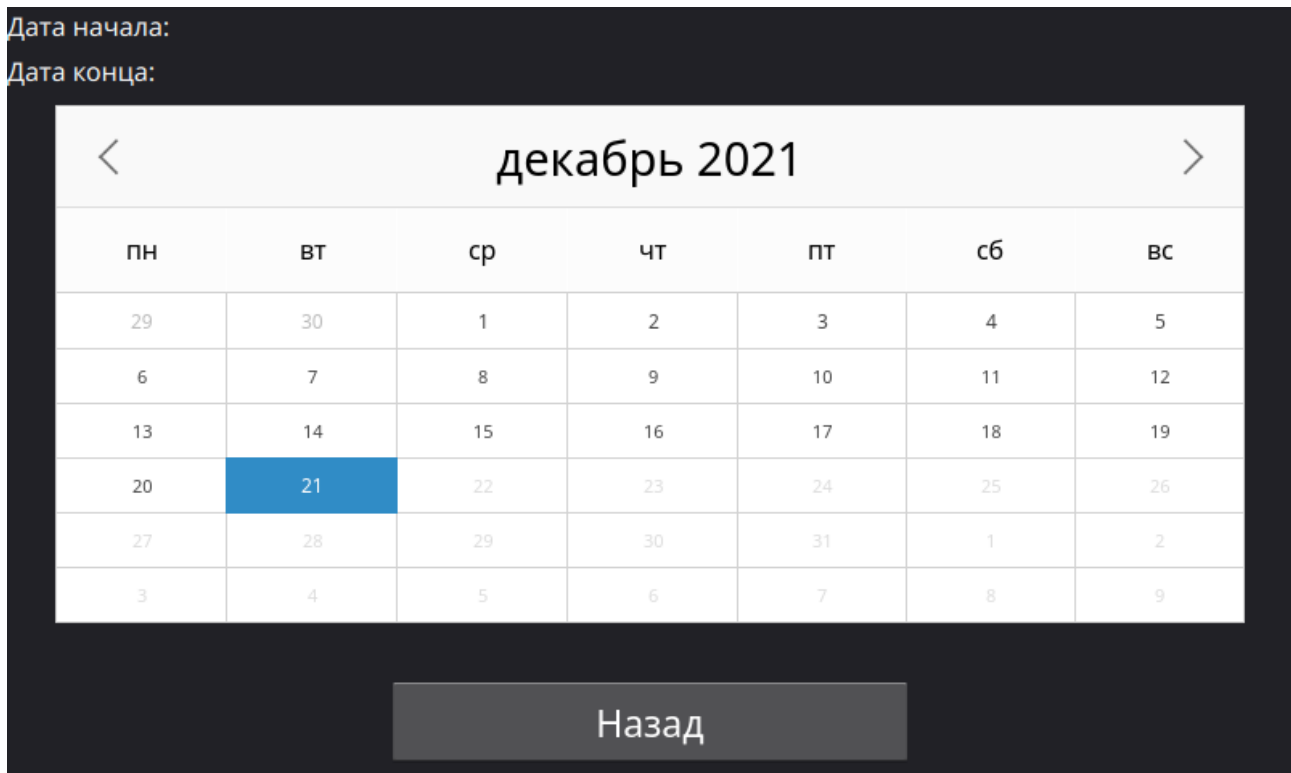 Дата начала:
Дата конца:
декабрь 2021
пн вт ср чт пт сб вс
29 30 1 2 3 4 5
6 7 8 9 10 11 12
13 14 15 16 17 18 19
20 21 22 23 24 25 26
27 28 29 30 31 1 2
3 4 5 6 7 8 9
Назад